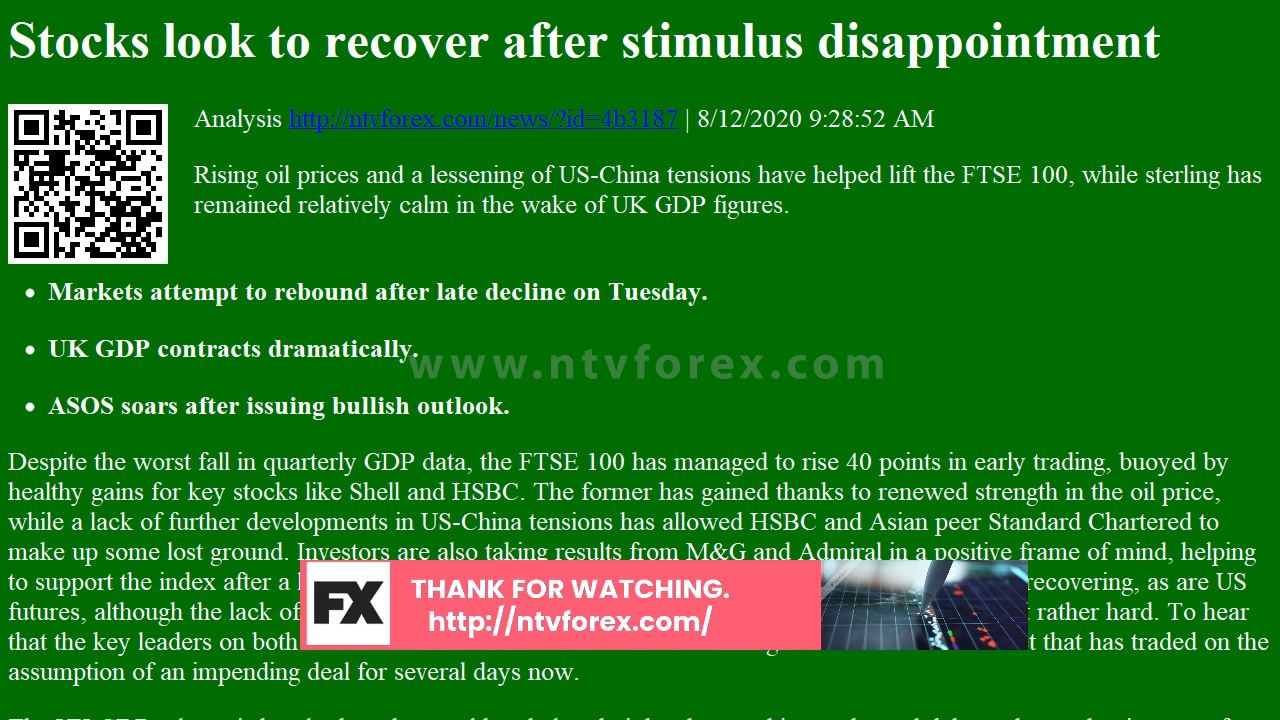 Stocks look to recover after stimulus disappointment
Analysis http://ntvforex.com/news/?id=4b3187 | 8/12/2020 9:28:52 AM
Rising oil prices and a lessening of US-China tensions have helped lift the FTSE 100, while sterling has
remained relatively calm in the wake of UK GDP figures.
• Markets attempt to rebound after late decline on Tuesday.
• UK GDP contracts dramatically.
www.ntvforex.com
• ASOS soars after issuing bullish outlook.
Despite the worst fall in quarterly GDP data, the FTSE 100 has managed to rise 40 points in early trading, buoyed by
healthy gains for key stocks like Shell and HSBC. The former has gained thanks to renewed strength in the oil price,
while a lack of further developments in US-China tensions has allowed HSBC and Asian peer Standard Chartered to
make up some lost ground. Investors are also taking results from M&G and Admiral in a positive frame of mind, helping
to support the index after a recovering, as are US
futures, although the lack of rather hard. To hear
that the key leaders on both that has traded on the
assumption of an impending deal for several days now.
FX
THANK FOR WATCHING.
http://ntvforex.com/